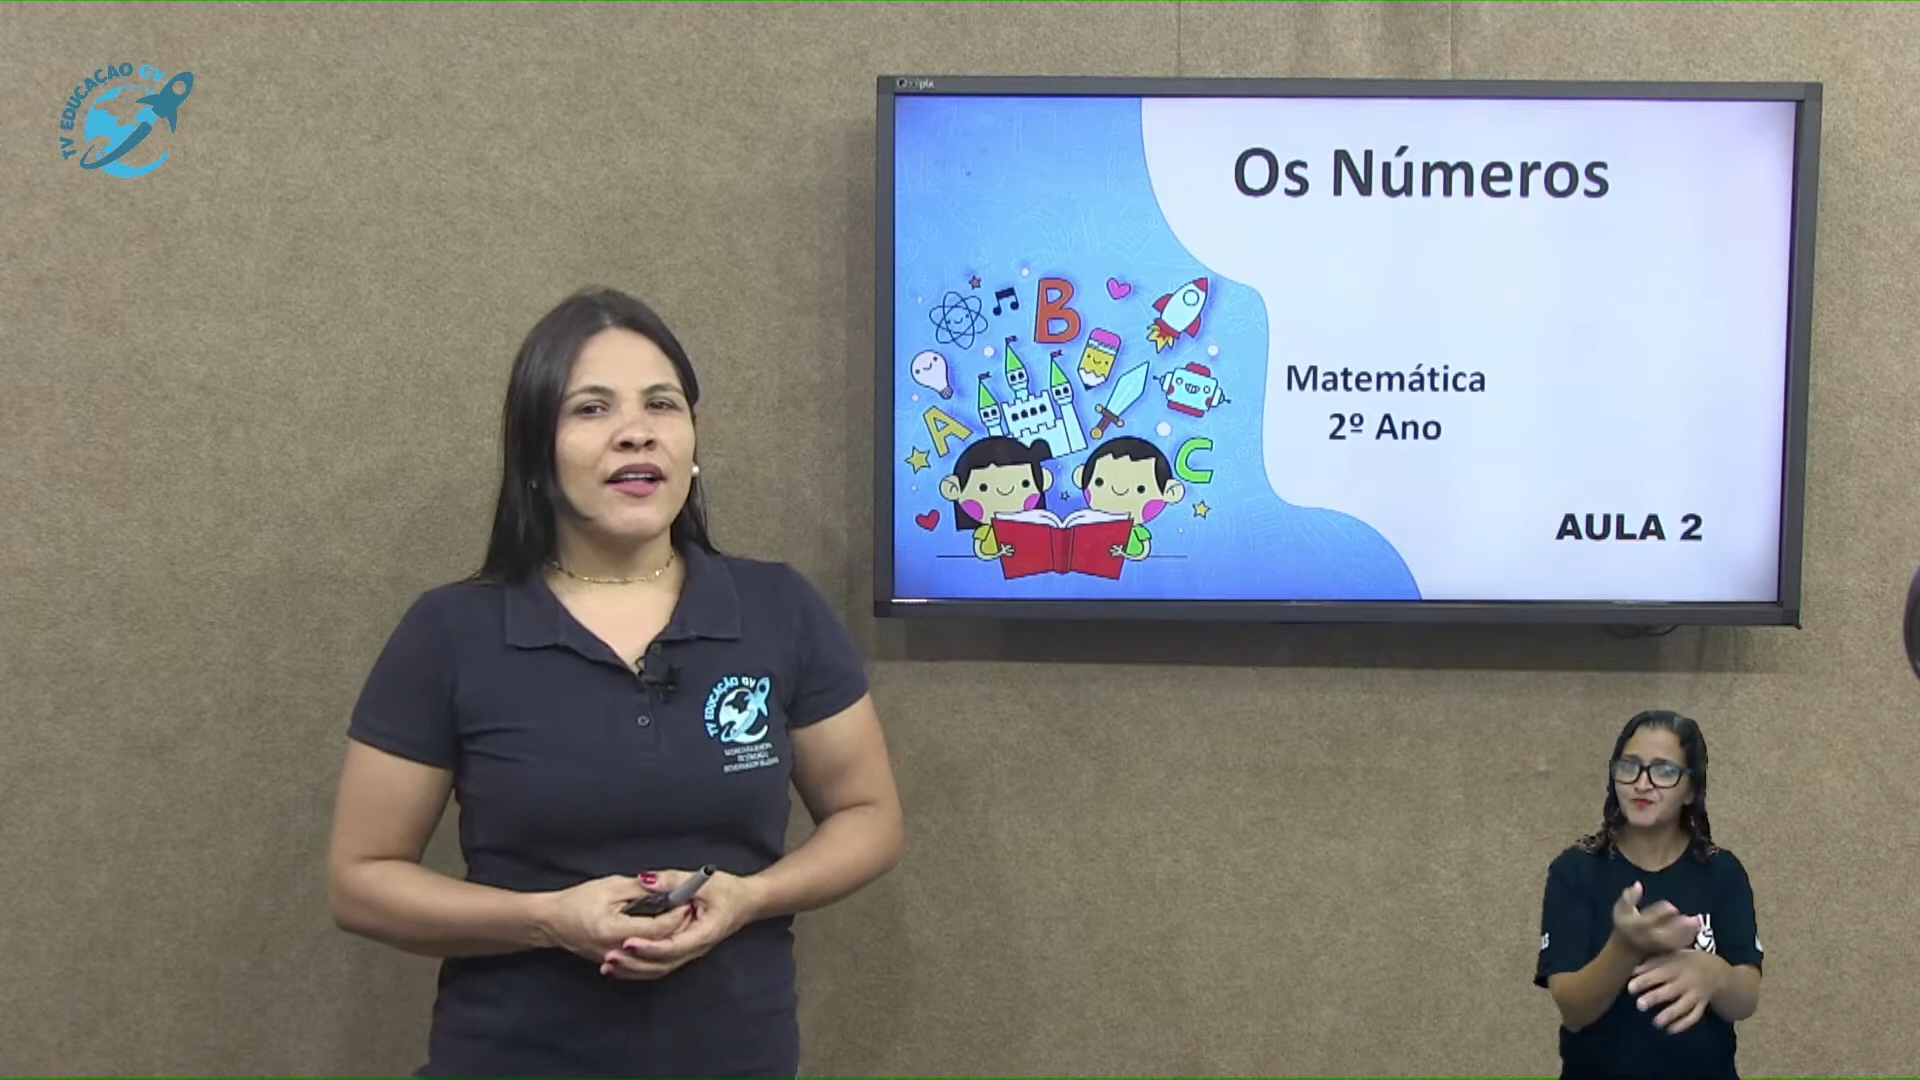 TV EDUCAÇÃO GV
Os Números
B
A
C
Matemática
2º Ano
AULA 2
TV EDUCAÇÃO GV